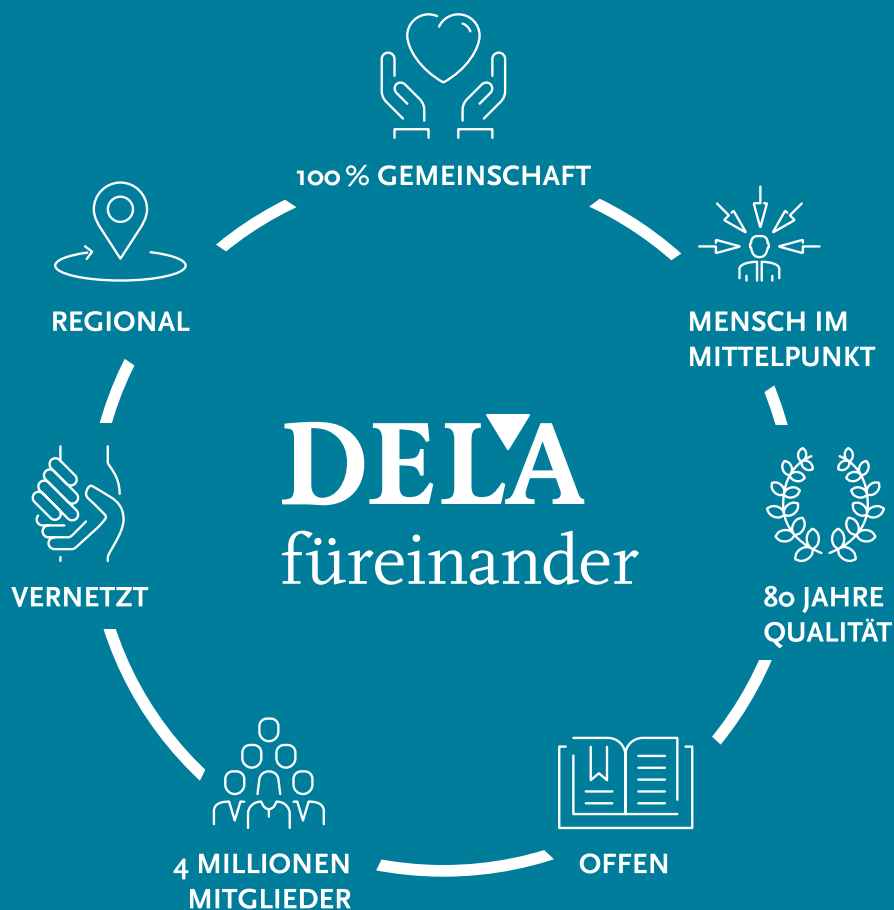 100 % GEMEINSCHAFT
REGIONAL
MENSCH IM
MITTELPUNKT
DELA
füreinander
VERNETZT
80 JAHRE
QUALITÄT
4 MILLIONEN
MITGLIEDER
OFFEN